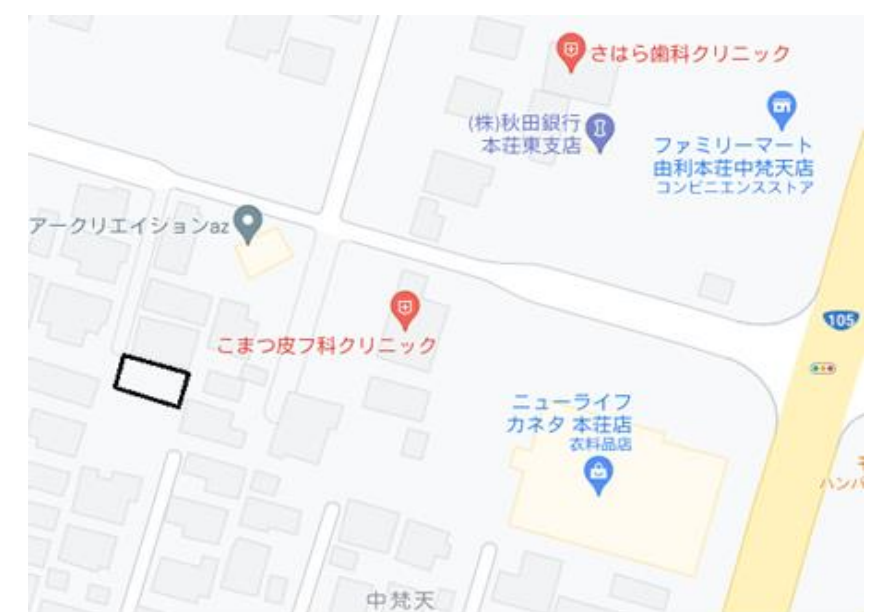 さはら歯科クリニック
(株)秋田銀行
本荘東支店
ファミリーマート
由利本荘中梵天店
コンビニエンスストア
アークリエイションaz
105
こまつ皮フ科クリニック
ニューライフ
カネタ 本荘店
衣料品店
ハンバ
中梵天